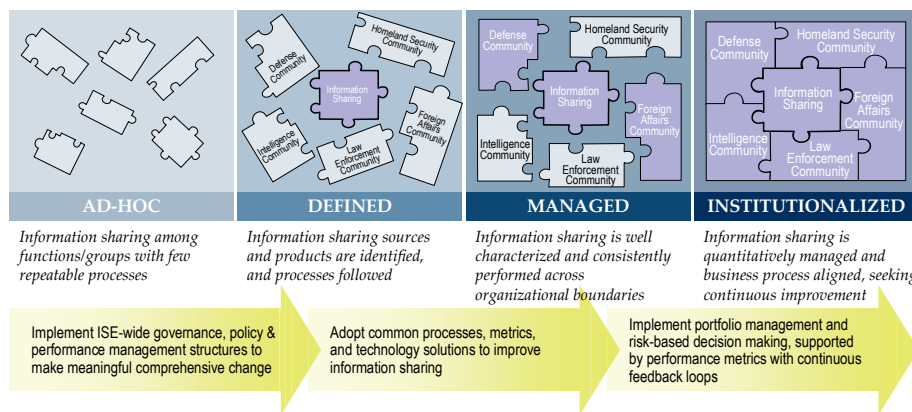 Defense
Community
Information
Sharing
Homeland Security
Community
Foreign
Affairs
Community
Intelligence
Community
Law
Enforcement
Community
Defense
Community
Homeland Security
Community
Information
Sharing
Foreign
Affairs
Community
Intelligence
Community
Law
Enforcement
Community
Defense
Community
Homeland Security
Community
Information
Sharing
Foreign
Affairs
Community
Intelligence
Community
Law
Enforcement
Community
AD-HOC
DEFINED
MANAGED
INSTITUTIONALIZED
Information sharing among
functions/groups with few
repeatable processes
Information sharing sources
and products are identified,
and processes followed
Information sharing is well
characterized and consistently
performed across
organizational boundaries
Information sharing is
quantitatively managed and
business process aligned, seeking
continuous improvement
Implement ISE-wide governance, policy &
performance management structures to
make meaningful comprehensive change
Adopt common processes, metrics,
and technology solutions to improve
information sharing
Implement portfolio management and
risk-based decision making, supported
by performance metrics with continuous
feedback loops